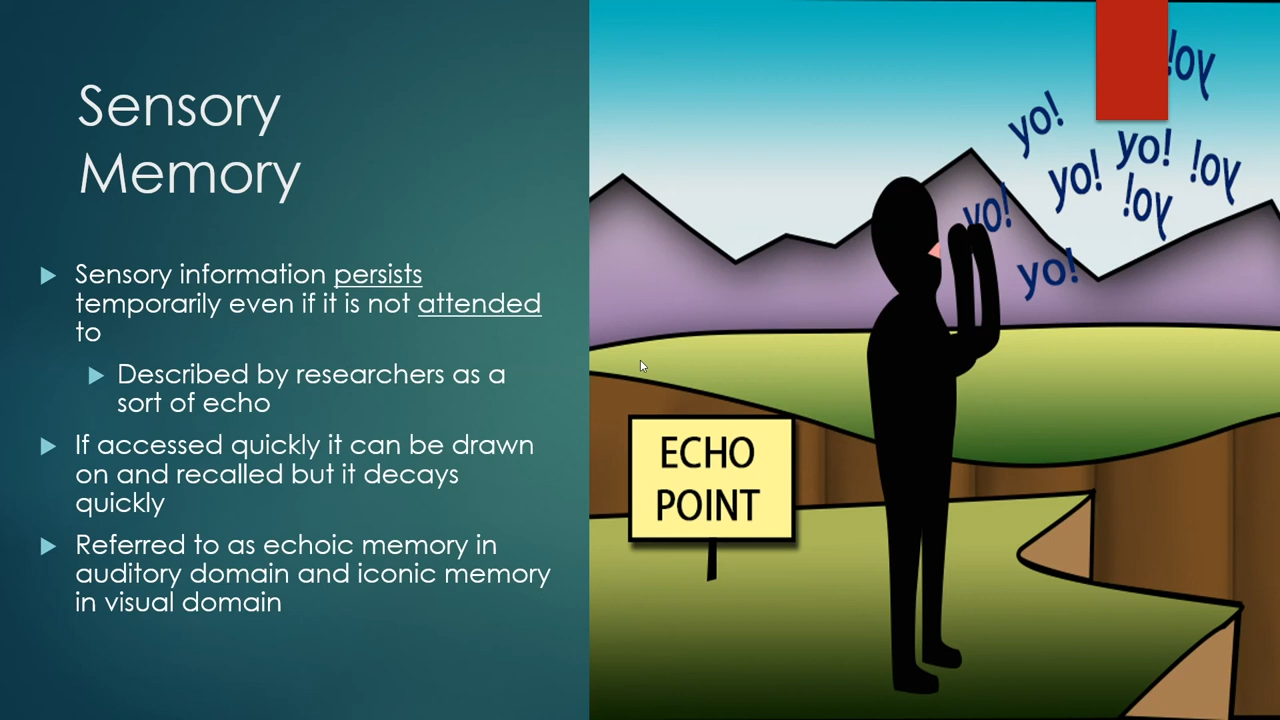 Sensory
Memory
Sensory information persists
temporarily even if it is not attended
to
Described by researchers as a
sort of echo
If accessed quickly it can be drawn
on and recalled but it decays
quickly
Referred to as echoic memory in
auditory domain and iconic memory
in visual domain
yo!
yo!
yo!
yo!
yo!
yo!
yo!
yo!
ECHO
POINT